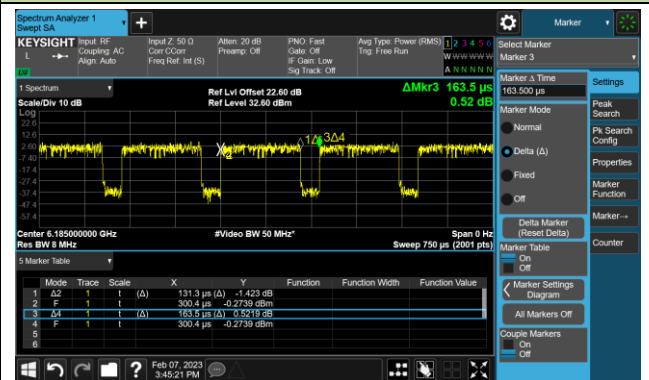 Spectrum Analyzer 1
Swept SA
+
Marker
KEYSIGHT
L
Input: RF
Coupling: AC
Align: Auto
Input Z: 50 Ω
Corr CCorr
Freq Ref: Int (S)
Atten: 20 dB
Preamp: Off
PNO: Fast
Gate: Off
IF Gain: Low
Sig Track: Off
Avg Type: Power (RMS)
Trig: Free Run
1 2 3 4 5 6
W W W W W W
A N N N N N
LXI
Select Marker
Marker 3
1 Spectrum
Scale/Div 10 dB
Ref Lvl Offset 22.60 dB
Ref Level 32.60 dBm
ΔMkr3 163.5 µs
0.52 dB
Log
22.6
12.6
2.60
-7.40
-17.4
-27.4
-37.4
-47.4
-57.4
1Δ2
3Δ4
Center 6.185000000 GHz
Res BW 8 MHz
#Video BW 50 MHz*
Span 0 Hz
Sweep 750 µs (2001 pts)
5 Marker Table
Mode Trace Scale X Y Function Function Width Function Value
1 Δ2 1 t (Δ) 131.3 µs (Δ) -1.423 dB
2 F 1 t 300.4 µs -0.2739 dBm
3 Δ4 1 t (Δ) 163.5 µs (Δ) 0.5219 dB
4 F 1 t 300.4 µs -0.2739 dBm
5
6
Marker Δ Time
163.500 µs
Marker Mode
Normal
Delta (Δ)
Fixed
Off
Delta Marker
(Reset Delta)
Marker Table
On
Off
Marker Settings
Diagram
All Markers Off
Couple Markers
On
Off
Settings
Peak
Search
Pk Search
Config
Properties
Marker
Function
Marker→
Counter
?
Feb 07, 2023
3:45:21 PM